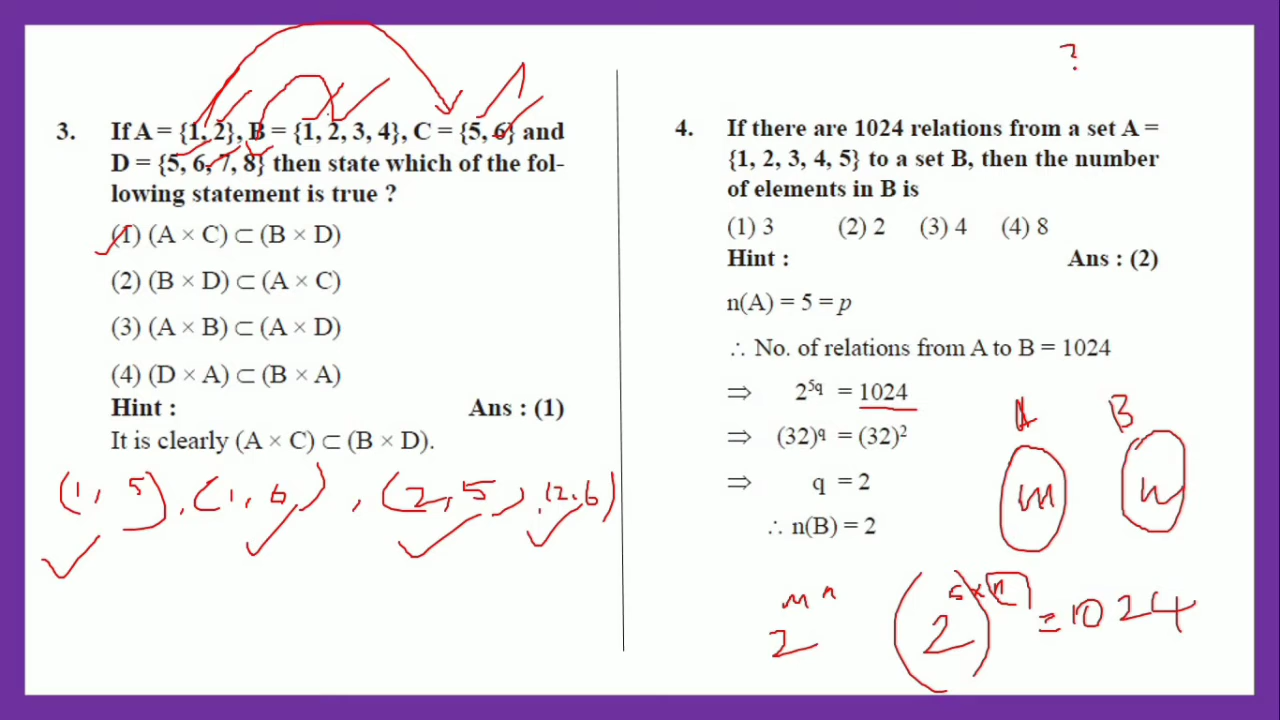 3. If A = {1, 2}, B = {1, 2, 3, 4}, C = {5, 6} and
D = {5, 6, 7, 8} then state which of the fol-
lowing statement is true ?
(1) (A × C) ⊂ (B × D)
(2) (B × D) ⊂ (A × C)
(3) (A × B) ⊂ (A × D)
(4) (D × A) ⊂ (B × A)
Hint : Ans : (1)
It is clearly (A × C) ⊂ (B × D).
(1, 5), (1, 6), (2, 5), (2, 6)
?
4. If there are 1024 relations from a set A =
{1, 2, 3, 4, 5} to a set B, then the number
of elements in B is
(1) 3 (2) 2 (3) 4 (4) 8
Hint : Ans : (2)
n(A) = 5 = p
∴ No. of relations from A to B = 1024
⇒ 2^5q = 1024
⇒ (32)^q = (32)^2
⇒ q = 2
∴ n(B) = 2
A B
m n
2^mn (2^5×n) = 1024